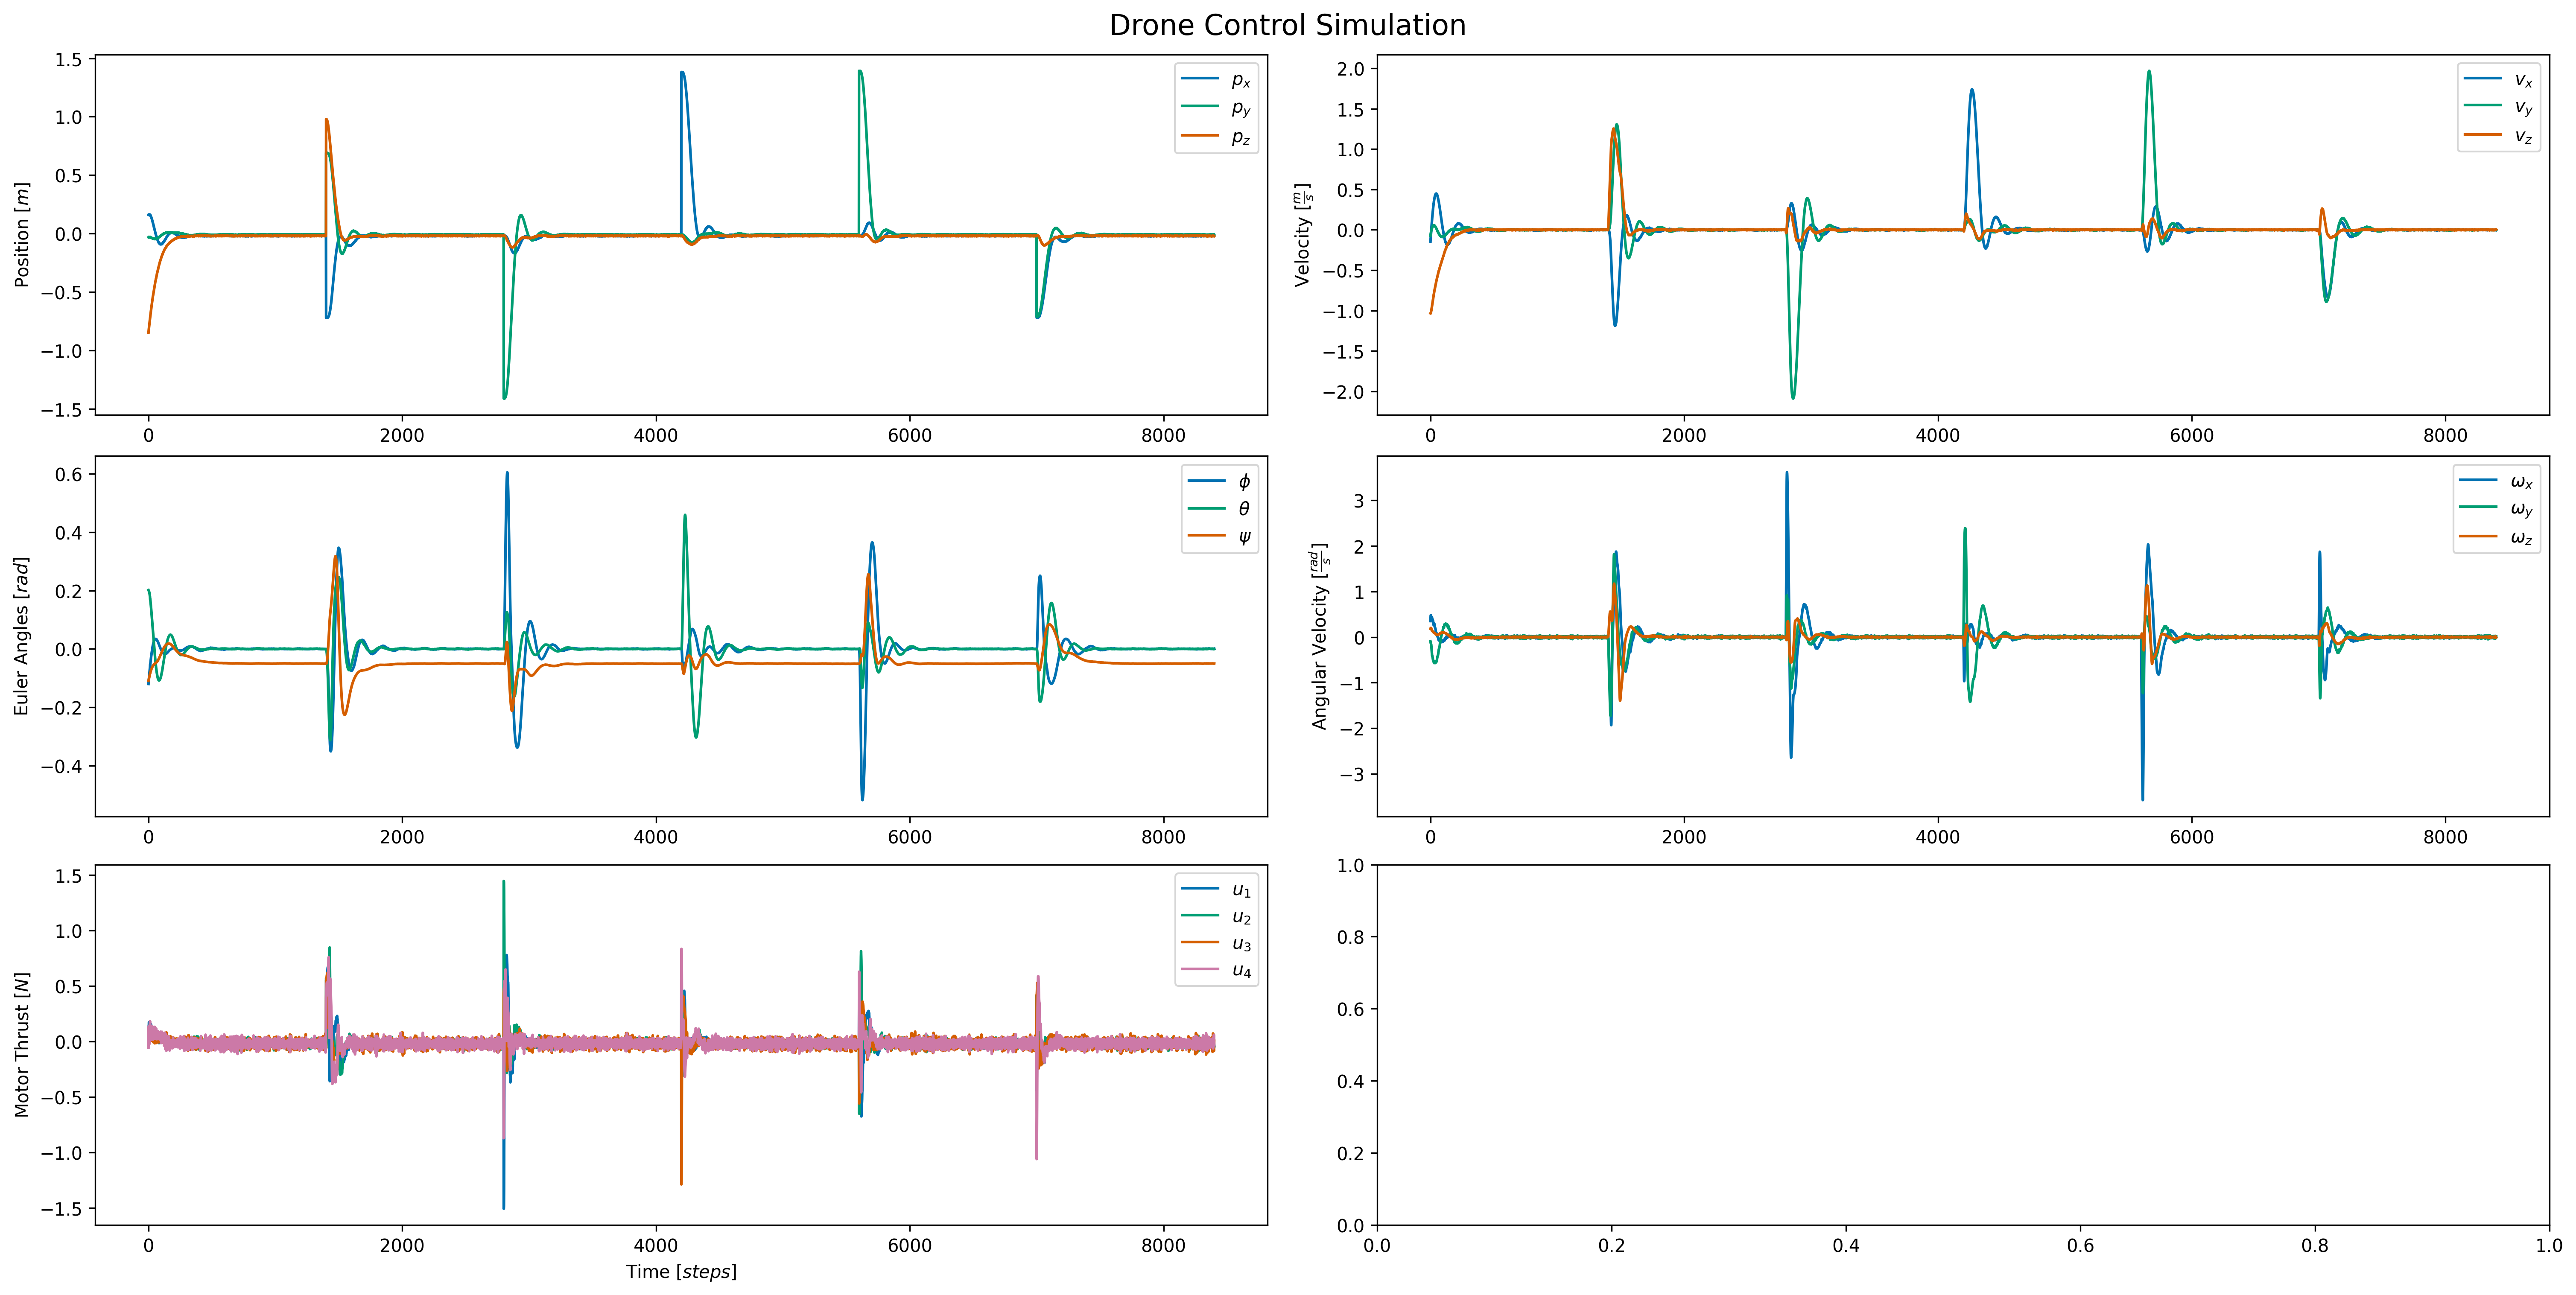 Drone Control Simulation
Position [m]
1.5
1.0
0.5
0.0
−0.5
−1.0
−1.5
0 2000 4000 6000 8000
p_x
p_y
p_z
Velocity [m/s]
2.0
1.5
1.0
0.5
0.0
−0.5
−1.0
−1.5
−2.0
0 2000 4000 6000 8000
v_x
v_y
v_z
Euler Angles [rad]
0.6
0.4
0.2
0.0
−0.2
−0.4
0 2000 4000 6000 8000
ϕ
θ
ψ
Angular Velocity [rad/s]
3
2
1
0
−1
−2
−3
0 2000 4000 6000 8000
ω_x
ω_y
ω_z
Motor Thrust [N]
1.5
1.0
0.5
0.0
−0.5
−1.0
−1.5
0 2000 4000 6000 8000
Time [steps]
u_1
u_2
u_3
u_4
1.0
0.8
0.6
0.4
0.2
0.0
0.0 0.2 0.4 0.6 0.8 1.0